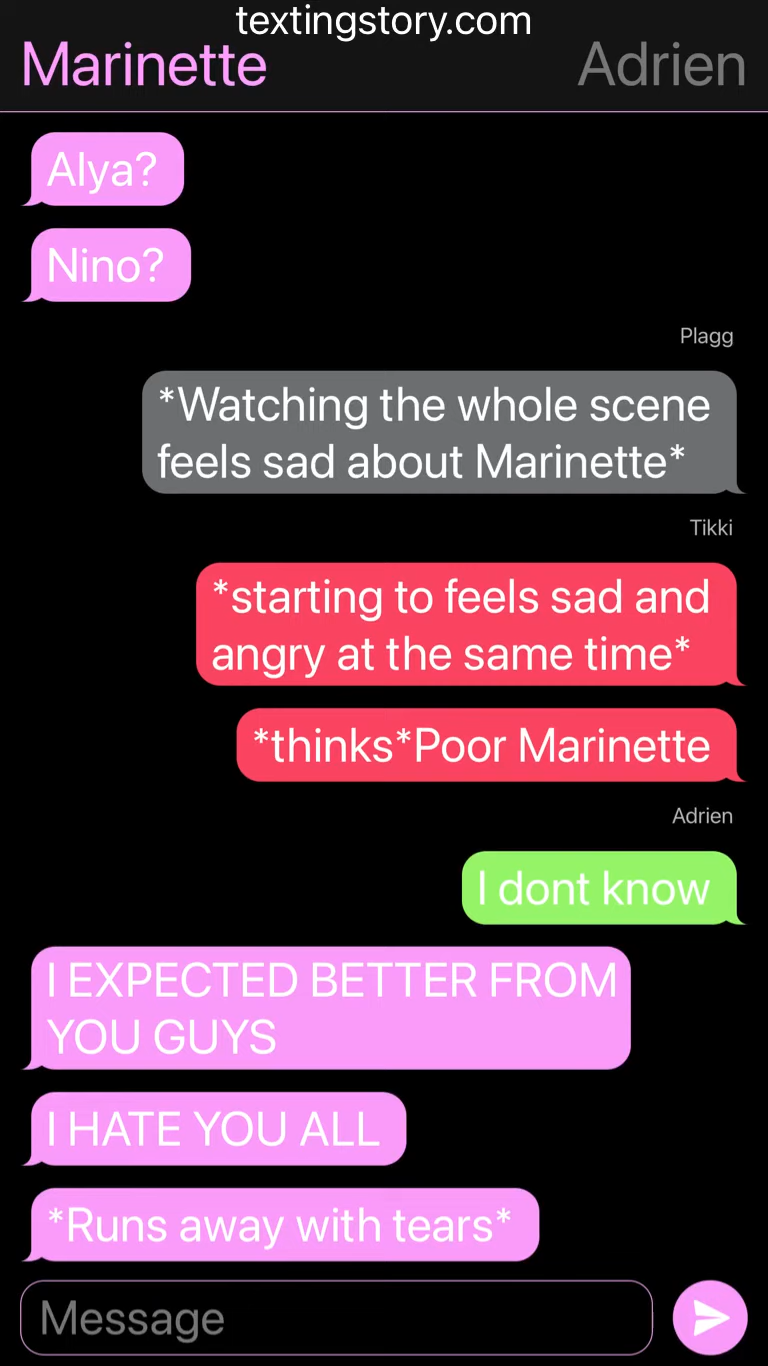 textingstory.com
Marinette Adrien
Alya?
Nino?
Plagg
*Watching the whole scene
feels sad about Marinette*
Tikki
*starting to feels sad and
angry at the same time*
*thinks*Poor Marinette
Adrien
I dont know
I EXPECTED BETTER FROM
YOU GUYS
I HATE YOU ALL
*Runs away with tears*
Message